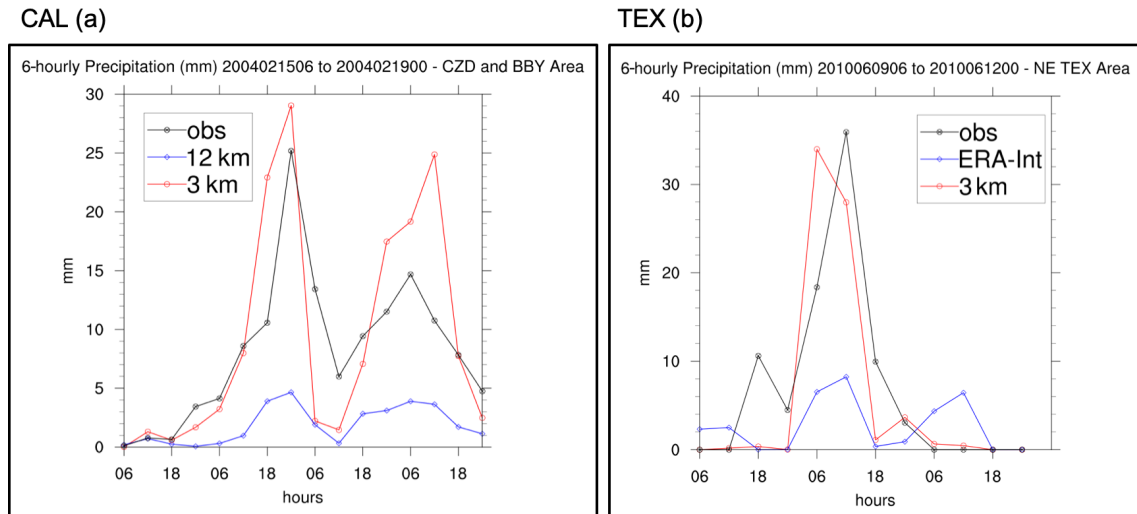 CAL (a)
TEX (b)
6-hourly Precipitation (mm) 2004021506 to 2004021900 - CZD and BBY Area
30
25
20
15
10
5
0
mm
obs
12 km
3 km
06 18 06 18 06 18 06 18
hours
6-hourly Precipitation (mm) 2010060906 to 2010061200 - NE TEX Area
40
30
20
10
0
mm
obs
ERA-Int
3 km
06 18 06 18 06 18
hours